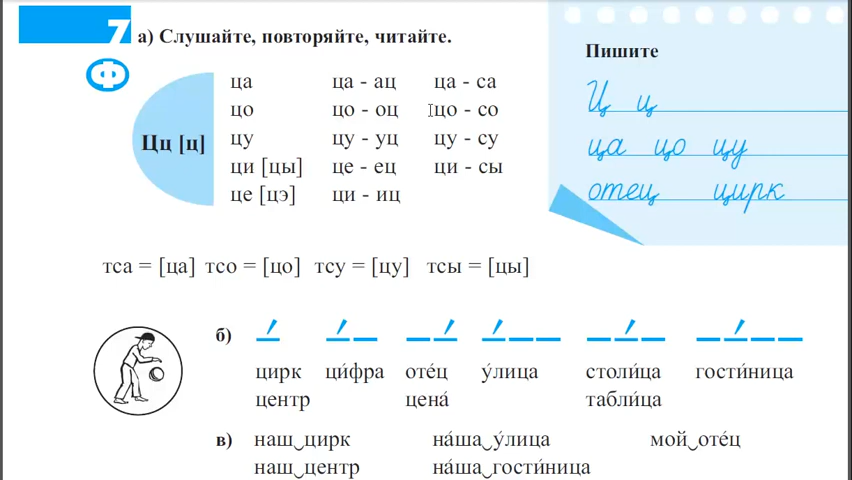 7
а) Слушайте, повторяйте, читайте.
Ф
Цц [ц]
ца ца - ац ца - са
цо цо - оц цо - со
цу цу - уц цу - су
ци [цы] це - ец ци - сы
це [цэ] ци - иц
Пишите
Ц ц
ца цо цу
отец цирк
тса = [ца] тсо = [цо] тсу = [цу] тсы = [цы]
б)
цирк ци́фра оте́ц у́лица столи́ца гости́ница
центр цена́ табли́ца
в) наш‿цирк на́ша‿у́лица мой‿оте́ц
наш‿центр на́ша‿гости́ница